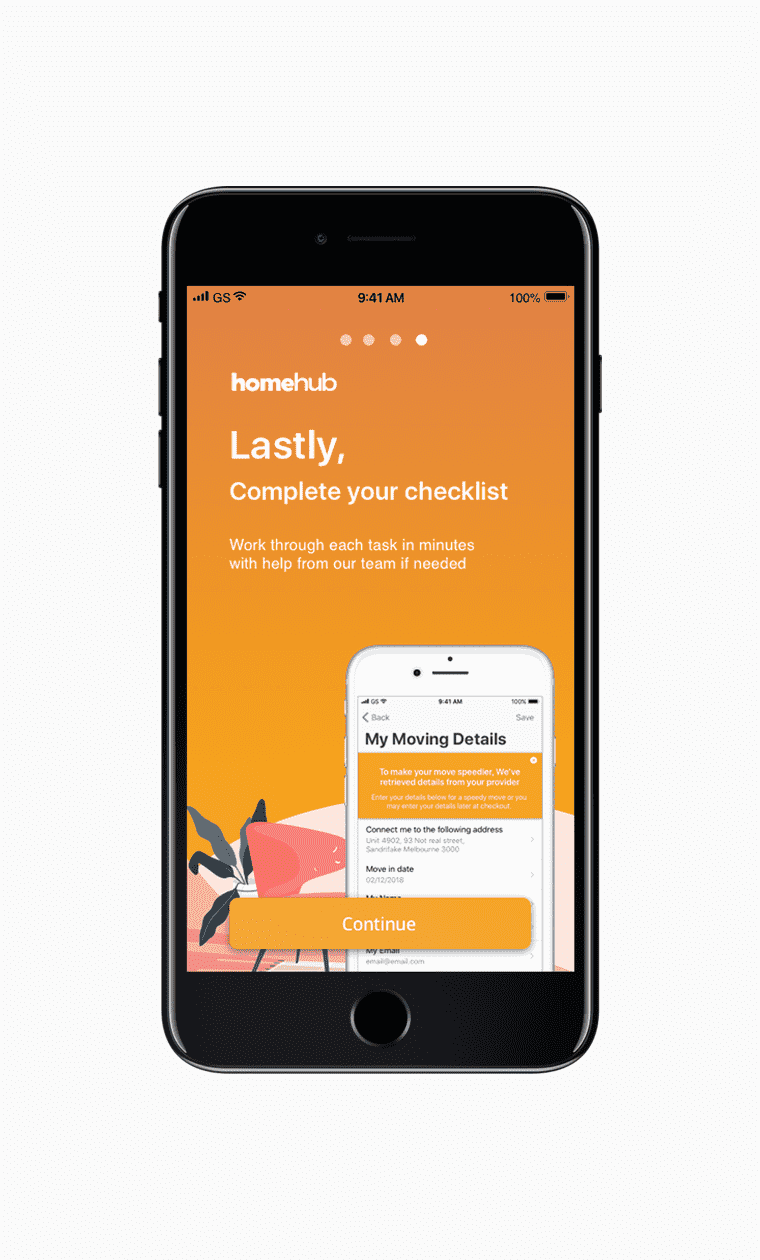 GS 9:41 AM 100%
homehub
Lastly,
Complete your checklist
Work through each task in minutes
with help from our team if needed
GS 9:41 AM 100%
Back Save
My Moving Details
To make your move speedier, We've
retrieved details from your provider
Enter your details below for a speedy move or you
may enter your details later at checkout.
Connect me to the following address
Unit 4902, 93 Not real street,
Sandrifake Melbourne 3000
Move in date
02/12/2018
My Name
Continue
My Email
email@email.com